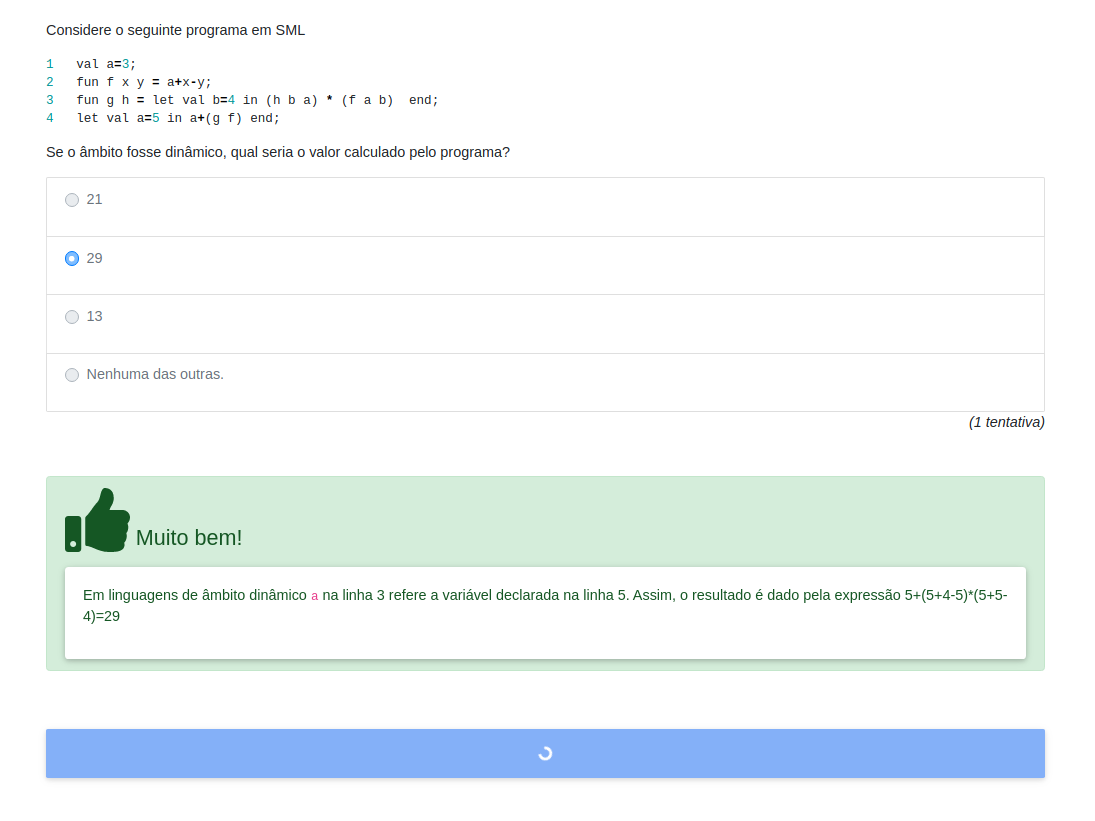 Considere o seguinte programa em SML
1 val a=3;
2 fun f x y = a+x-y;
3 fun g h = let val b=4 in (h b a) * (f a b)  end;
4 let val a=5 in a+(g f) end;
Se o âmbito fosse dinâmico, qual seria o valor calculado pelo programa?
21
29
13
Nenhuma das outras.
(1 tentativa)
Muito bem!
Em linguagens de âmbito dinâmico a na linha 3 refere a variável declarada na linha 5. Assim, o resultado é dado pela expressão 5+(5+4-5)*(5+5-
4)=29